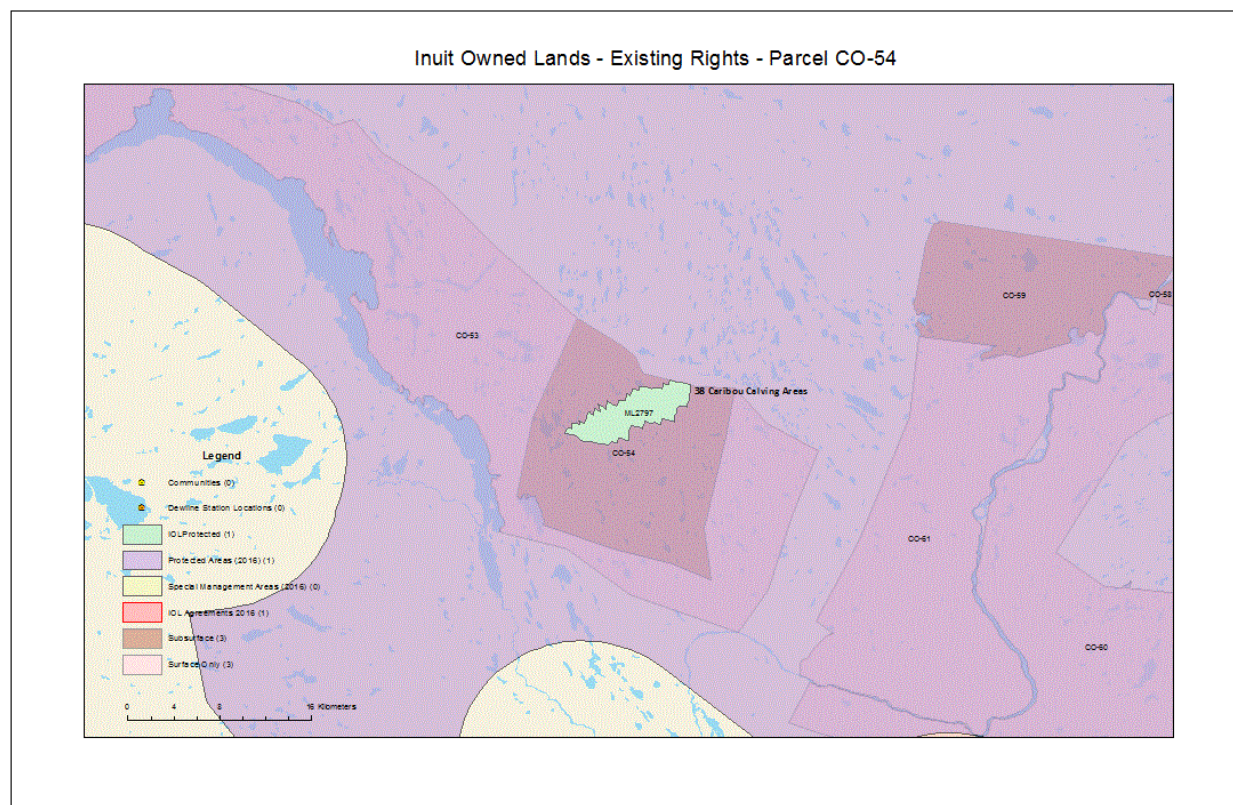 Inuit Owned Lands - Existing Rights - Parcel CO-54
CO-59
CO-58
CO-53
38 Caribou Calving Areas
ML2797
CO-54
CO-61
CO-60
Legend
Communities (0)
Dewline Station Locations (0)
IOLProtected (1)
Protected Areas (2016) (1)
Special Management Areas (2016) (0)
IOL Agreements 2016 (1)
Subsurface (3)
Surface Only (3)
0 4 8 16 Kilometers